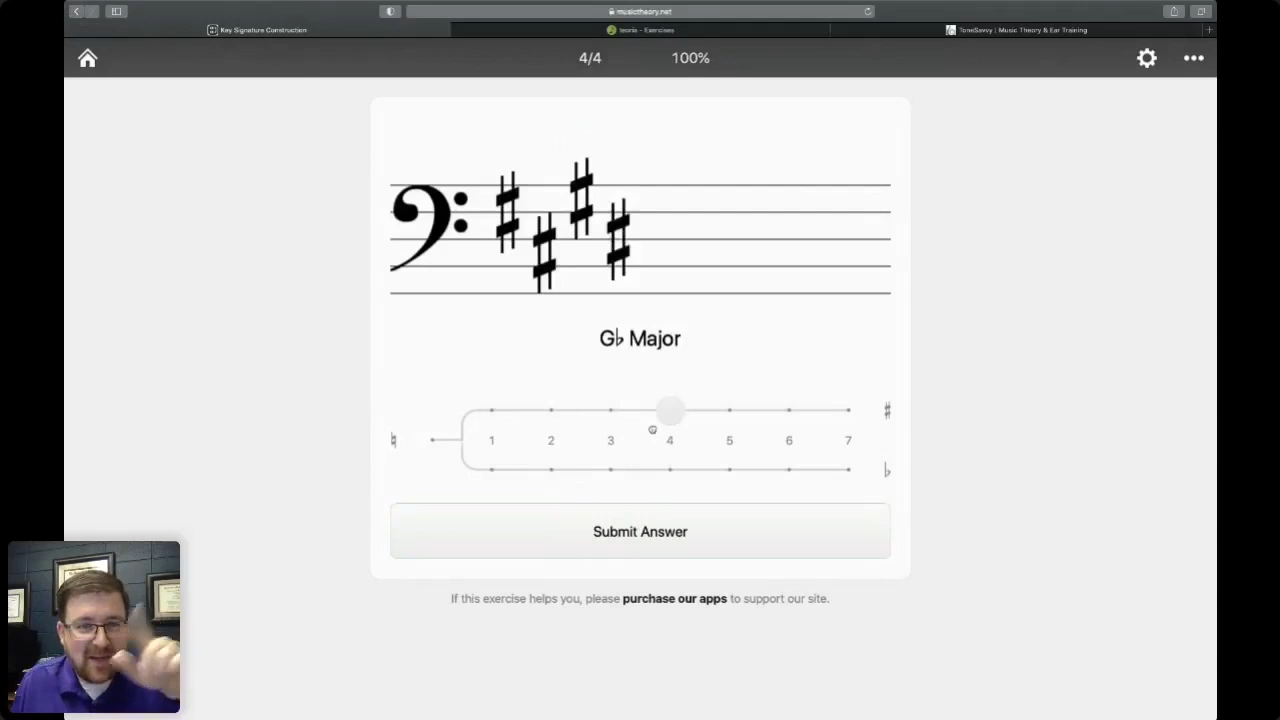 musictheory.net
Key Signature Construction
teoria - Exercises
ToneSavvy | Music Theory & Ear Training
4/4
100%
G♭ Major
♯
♮
1 2 3 4 5 6 7
♭
Submit Answer
If this exercise helps you, please purchase our apps to support our site.